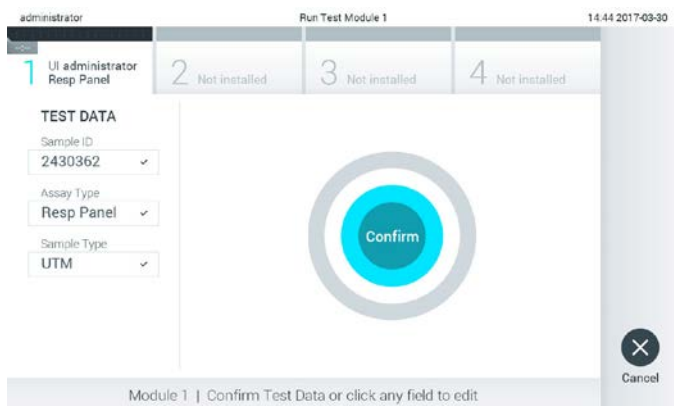 administrator Run Test Module 1 14:44 2017-03-30
1 UI administrator
Resp Panel
2 Not installed
3 Not installed
4 Not installed
TEST DATA
Sample ID
2430362
Assay Type
Resp Panel
Sample Type
UTM
Confirm
Cancel
Module 1 | Confirm Test Data or click any field to edit